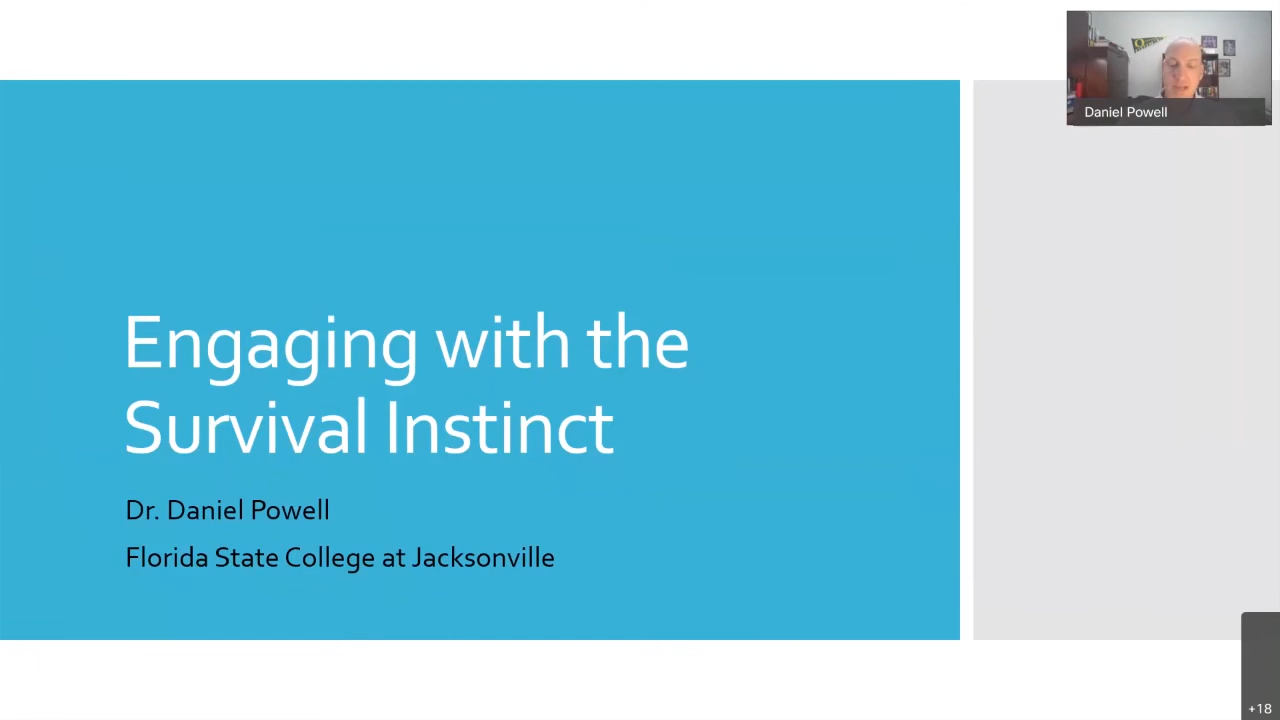 Daniel Powell
Engaging with the
Survival Instinct
Dr. Daniel Powell
Florida State College at Jacksonville
+18